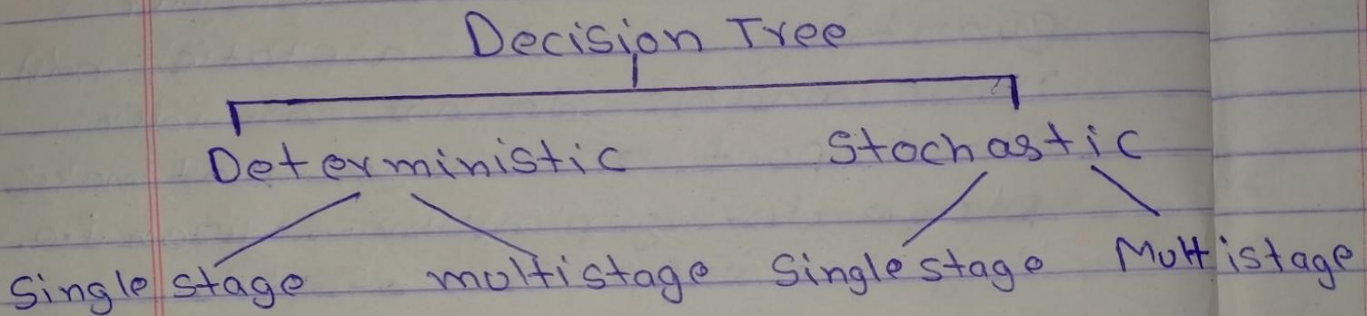 Decision Tree
Deterministic Stochastic
Single stage multistage Single stage Multistage